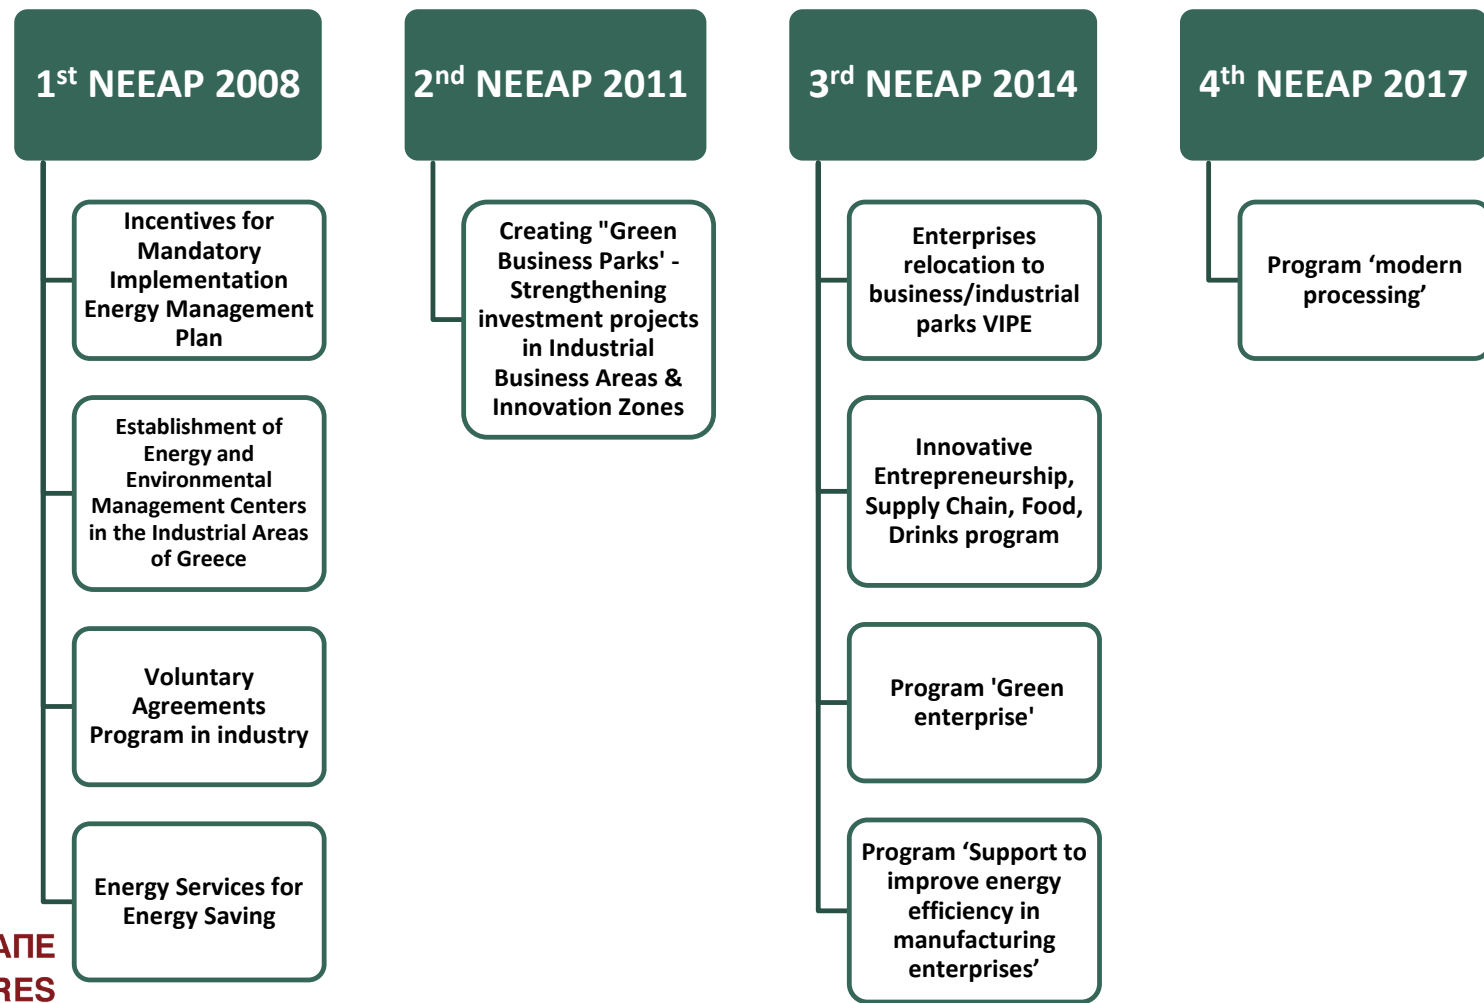 1st NEEAP 2008
Incentives for
Mandatory
Implementation
Energy Management
Plan
Establishment of
Energy and
Environmental
Management Centers
in the Industrial Areas
of Greece
Voluntary
Agreements
Program in industry
Energy Services for
Energy Saving
2nd NEEAP 2011
Creating "Green
Business Parks' -
Strengthening
investment projects
in Industrial
Business Areas &
Innovation Zones
3rd NEEAP 2014
Enterprises
relocation to
business/industrial
parks VIPE
Innovative
Entrepreneurship,
Supply Chain, Food,
Drinks program
Program 'Green
enterprise'
Program ‘Support to
improve energy
efficiency in
manufacturing
enterprises’
4th NEEAP 2017
Program ‘modern
processing’
ΑΠΕ
RES